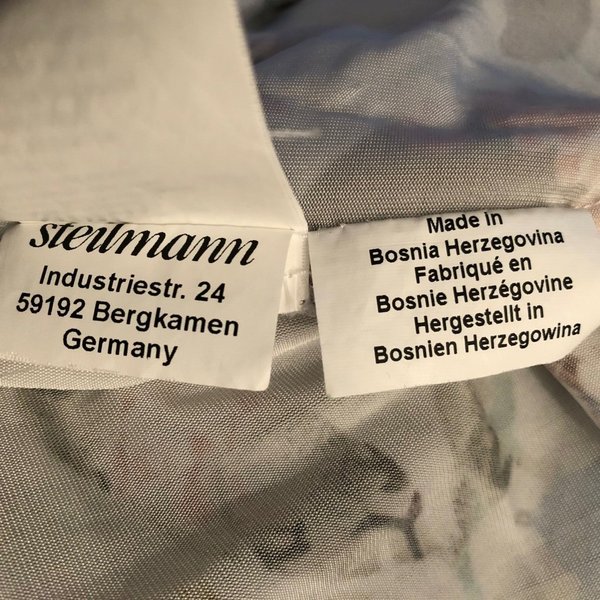 steilmann
Industriestr. 24
59192 Bergkamen
Germany
Made in
Bosnia Herzegovina
Fabriqué en
Bosnie Herzégovine
Hergestellt in
Bosnien Herzegowina